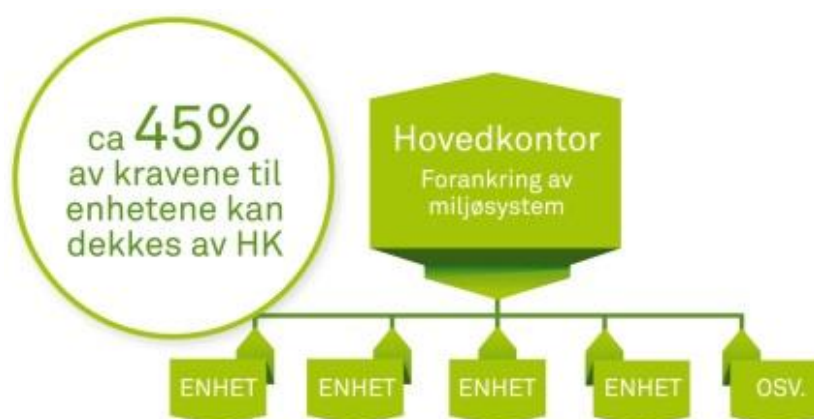 ca 45%
av kravene til
enhetene kan
dekkes av HK
Hovedkontor
Forankring av
miljøsystem
ENHET
ENHET
ENHET
ENHET
OSV.